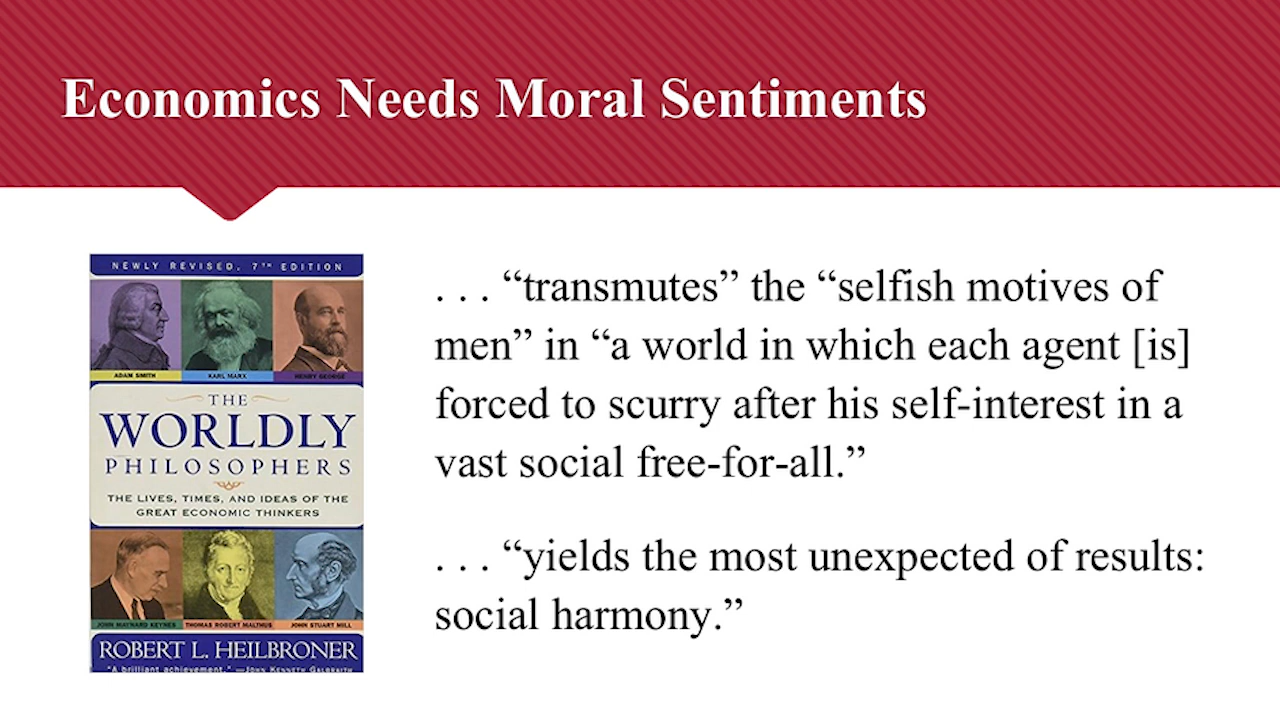 Economics Needs Moral Sentiments
NEWLY REVISED, 7TH EDITION
ADAM SMITH
KARL MARX
HENRY GEORGE
THE
WORLDLY
PHILOSOPHERS
THE LIVES, TIMES, AND IDEAS OF THE
GREAT ECONOMIC THINKERS
JOHN MAYNARD KEYNES
THOMAS ROBERT MALTHUS
JOHN STUART MILL
ROBERT L. HEILBRONER
"A brilliant achievement." —JOHN KENNETH GALBRAITH
. . . “transmutes” the “selfish motives of
men” in “a world in which each agent [is]
forced to scurry after his self-interest in a
vast social free-for-all.”
. . . “yields the most unexpected of results:
social harmony.”